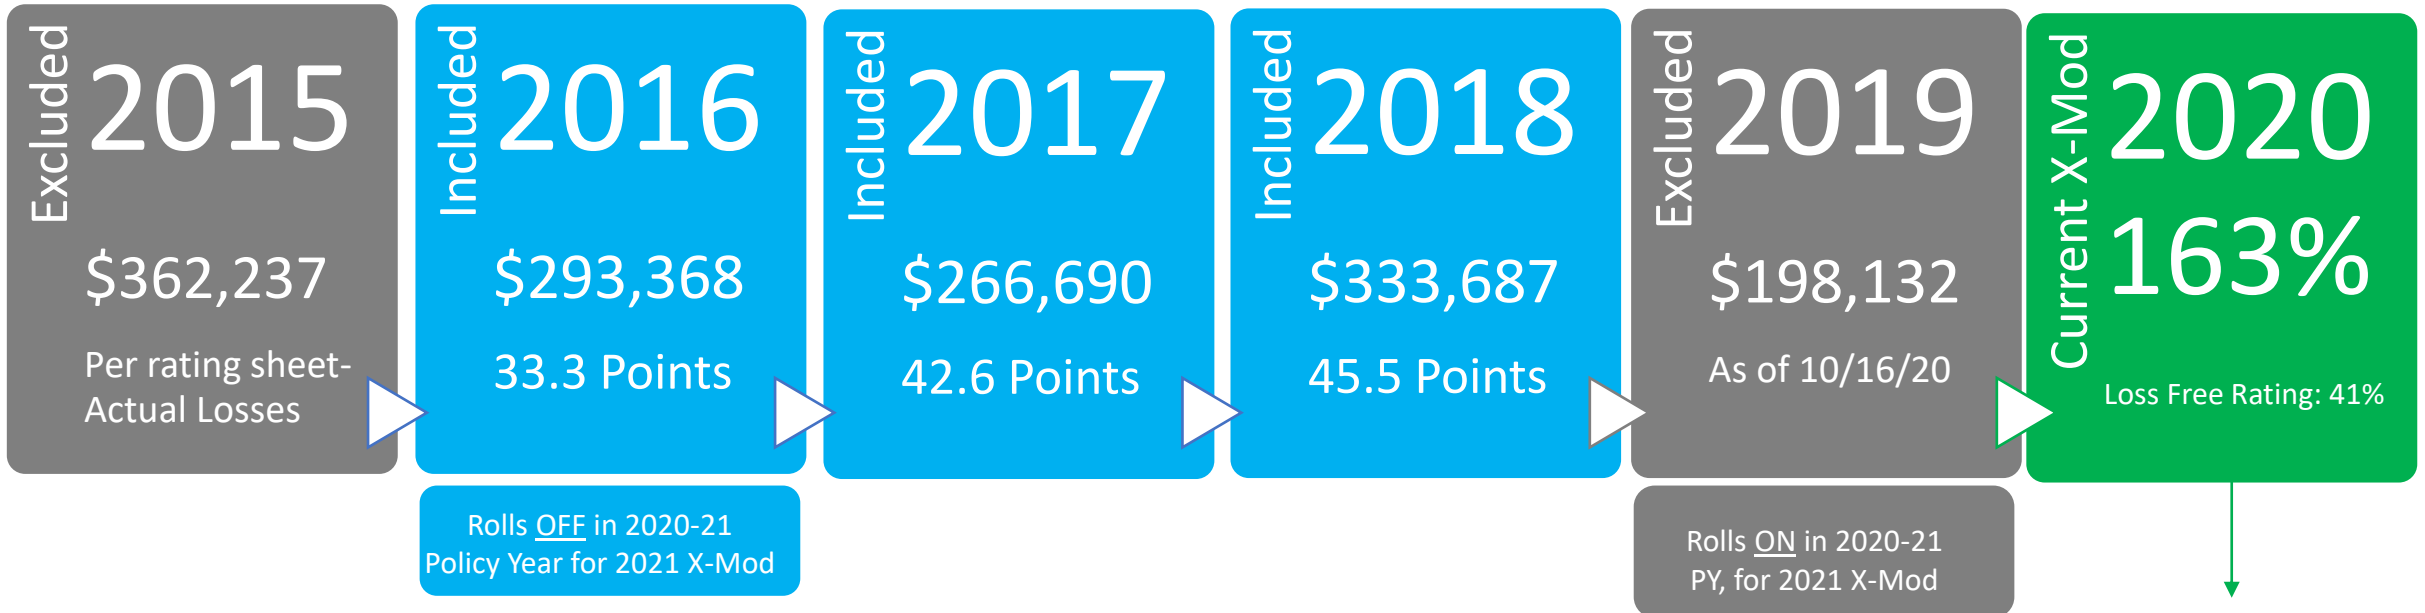 Excluded
2015
$362,237
Per rating sheet-
Actual Losses
Included
2016
$293,368
33.3 Points
Rolls OFF in 2020-21
Policy Year for 2021 X-Mod
Included
2017
$266,690
42.6 Points
Included
2018
$333,687
45.5 Points
Excluded
2019
$198,132
As of 10/16/20
Rolls ON in 2020-21
PY, for 2021 X-Mod
Current X-Mod
2020
163%
Loss Free Rating: 41%